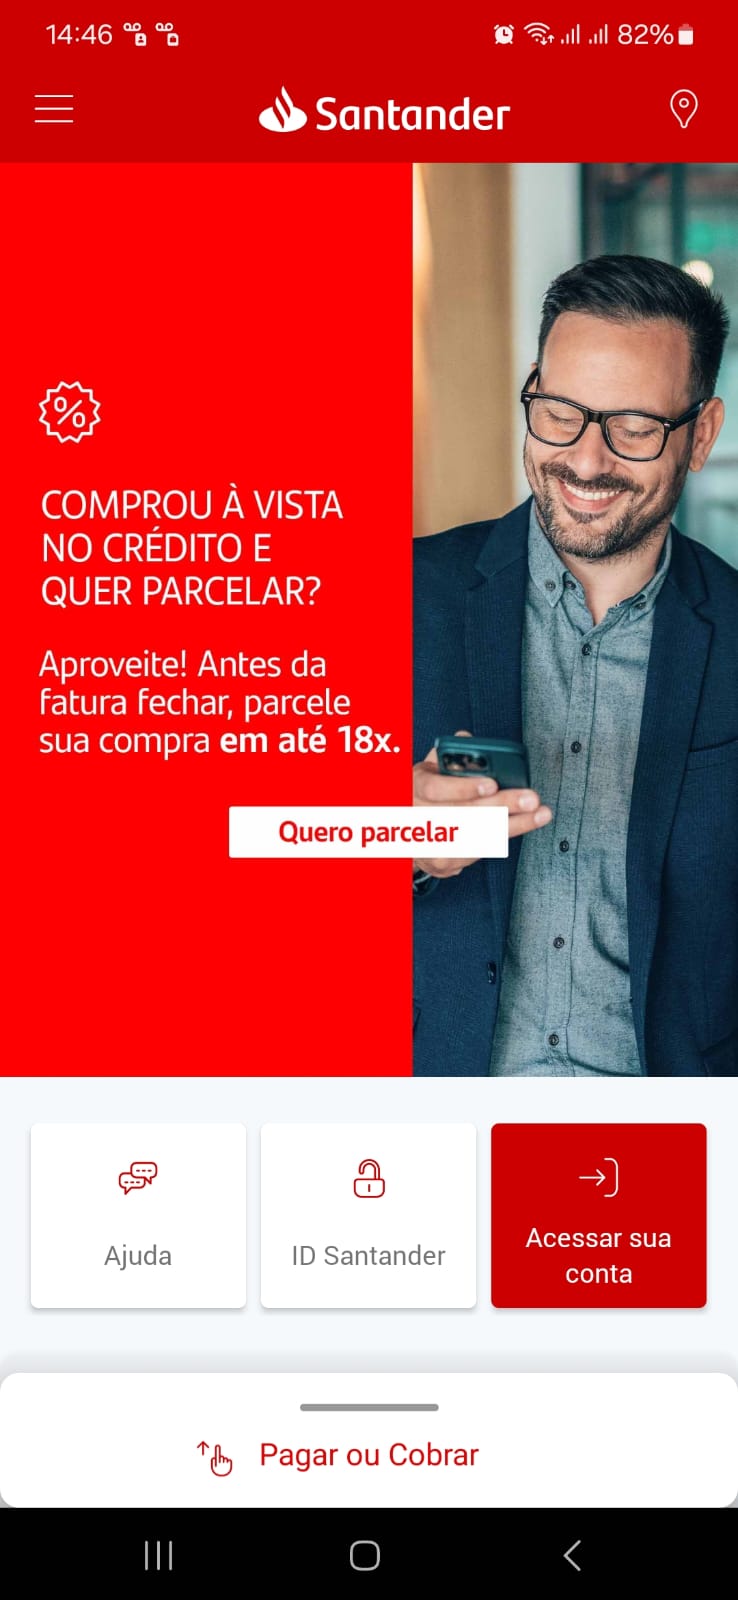 14:46
82%
Santander
COMPROU À VISTA
NO CRÉDITO E
QUER PARCELAR?
Aproveite! Antes da
fatura fechar, parcele
sua compra em até 18x.
Quero parcelar
Ajuda
ID Santander
Acessar sua
conta
Pagar ou Cobrar